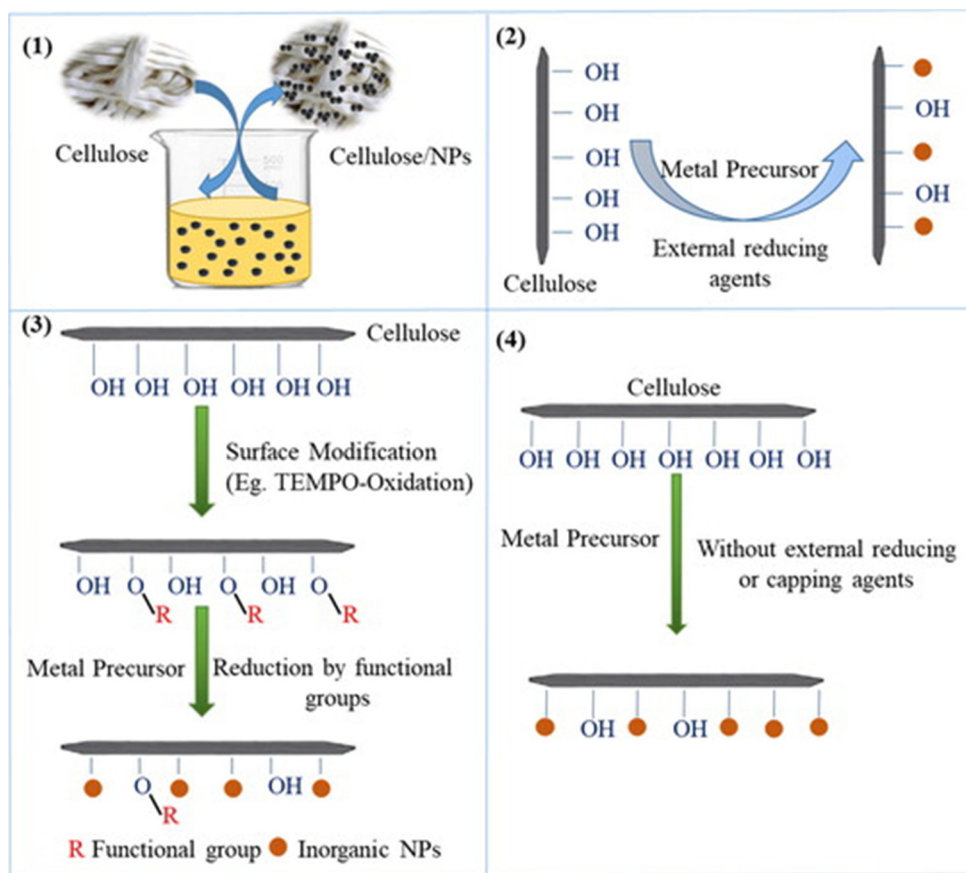 (1)
Cellulose
Cellulose/NPs
500
(2)
OH
OH
OH
OH
OH
Cellulose
Metal Precursor
External reducing
agents
OH
OH
(3)
Cellulose
OH OH OH OH OH OH
Surface Modification
(Eg. TEMPO-Oxidation)
OH O OH O OH O
R R R
Metal Precursor
Reduction by functional
groups
O OH
R
R Functional group
Inorganic NPs
(4)
Cellulose
OH OH OH OH OH OH OH
Metal Precursor
Without external reducing
or capping agents
OH OH